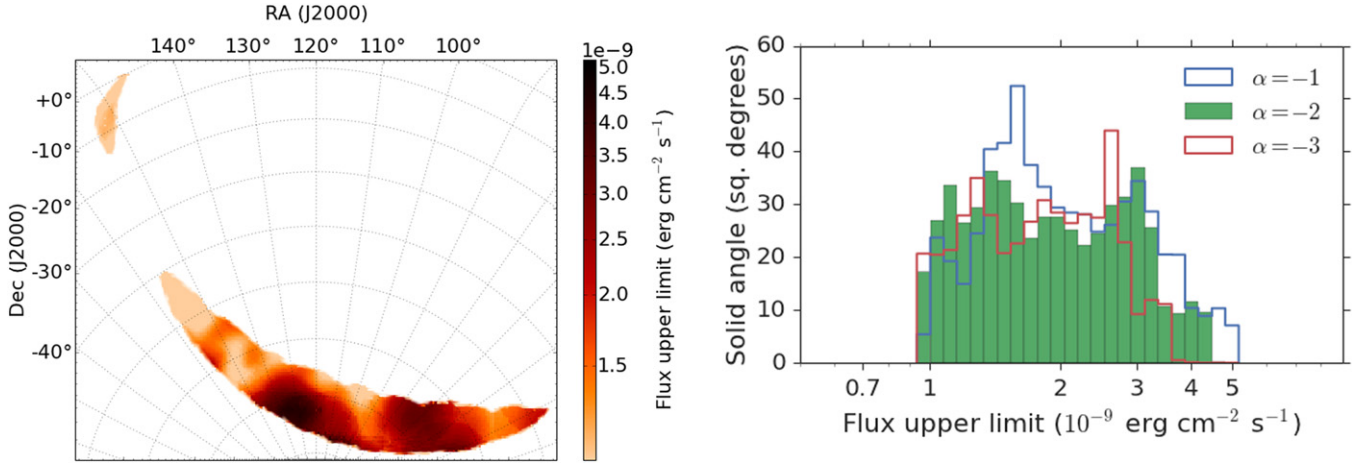 RA (J2000)
140° 130° 120° 110° 100°
+0°
-10°
-20°
-30°
-40°
Dec (J2000)
1e−9
5.0
4.5
4.0
3.5
3.0
2.5
2.0
1.5
Flux upper limit (erg cm⁻² s⁻¹)
60
50
40
30
20
10
0
Solid angle (sq. degrees)
α=−1
α=−2
α=−3
0.7 1 2 3 4 5
Flux upper limit (10⁻⁹ erg cm⁻² s⁻¹)